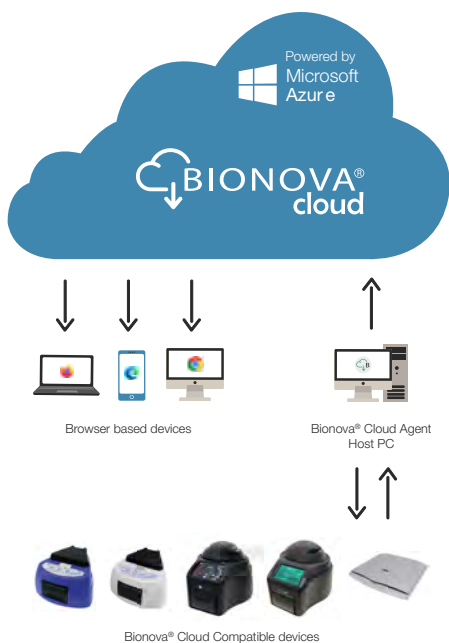 Powered by
Microsoft
Azure
BIONOVA®
cloud
Browser based devices
Bionova® Cloud Agent
Host PC
Bionova® Cloud Compatible devices